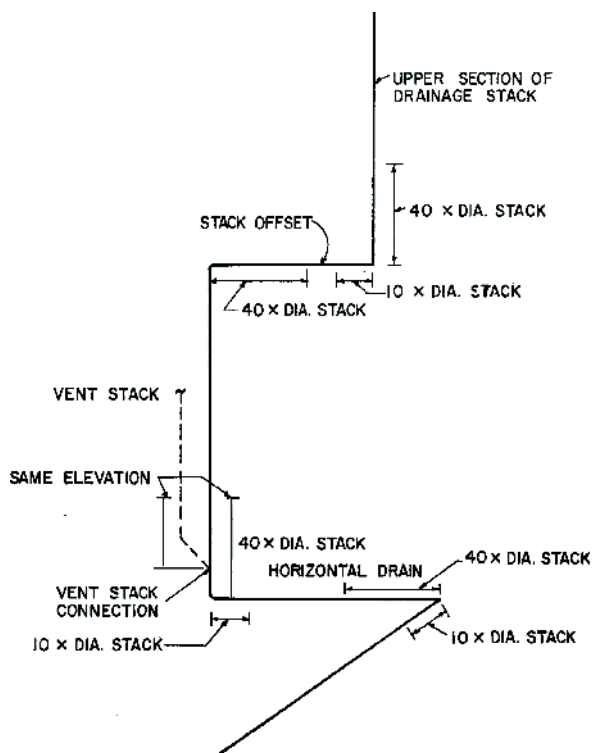 UPPER SECTION OF
DRAINAGE STACK
40 × DIA. STACK
STACK OFFSET
10 × DIA. STACK
40 × DIA. STACK
VENT STACK
SAME ELEVATION
40 × DIA. STACK
40 × DIA. STACK
HORIZONTAL DRAIN
VENT STACK
CONNECTION
10 × DIA. STACK
10 × DIA. STACK